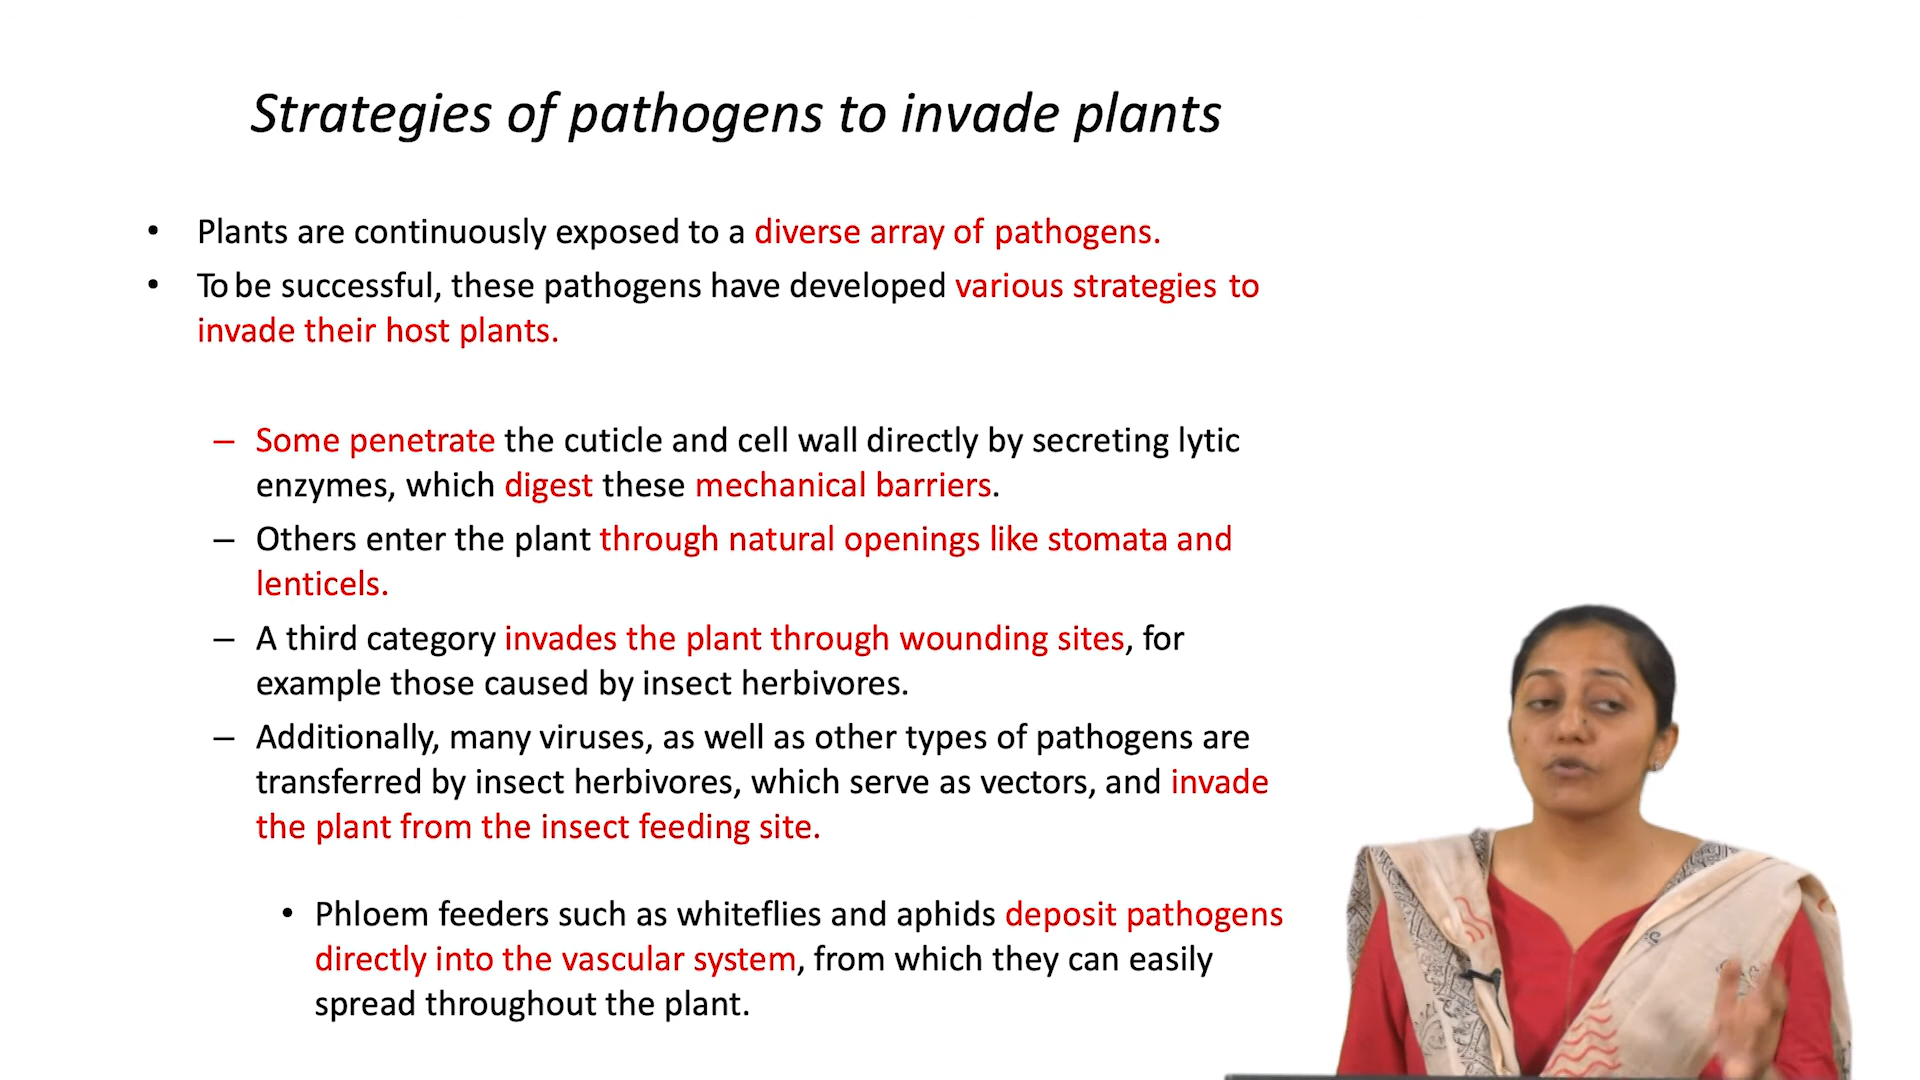 Strategies of pathogens to invade plants
• Plants are continuously exposed to a diverse array of pathogens.
• To be successful, these pathogens have developed various strategies to
invade their host plants.
– Some penetrate the cuticle and cell wall directly by secreting lytic
enzymes, which digest these mechanical barriers.
– Others enter the plant through natural openings like stomata and
lenticels.
– A third category invades the plant through wounding sites, for
example those caused by insect herbivores.
– Additionally, many viruses, as well as other types of pathogens are
transferred by insect herbivores, which serve as vectors, and invade
the plant from the insect feeding site.
• Phloem feeders such as whiteflies and aphids deposit pathogens
directly into the vascular system, from which they can easily
spread throughout the plant.